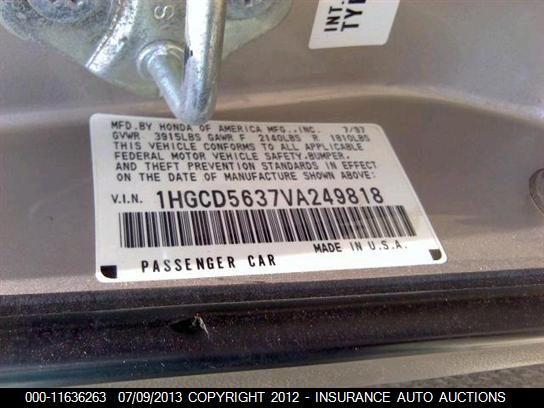 S
INT.
TYP
MFD.BY HONDA OF AMERICA MFG.,INC. 7/97
GVWR 3915LBS GAWR F 2140LBS R 1810LBS
THIS VEHICLE CONFORMS TO ALL APPLICABLE
FEDERAL MOTOR VEHICLE SAFETY,BUMPER,
AND THEFT PREVENTION STANDARDS IN EFFECT
ON THE DATE OF MANUFACTURE SHOWN ABOVE.
V.I.N. 1HGCD5637VA249818
PASSENGER CAR MADE IN U.S.A.
000-11636263 07/09/2013 COPYRIGHT 2012 - INSURANCE AUTO AUCTIONS